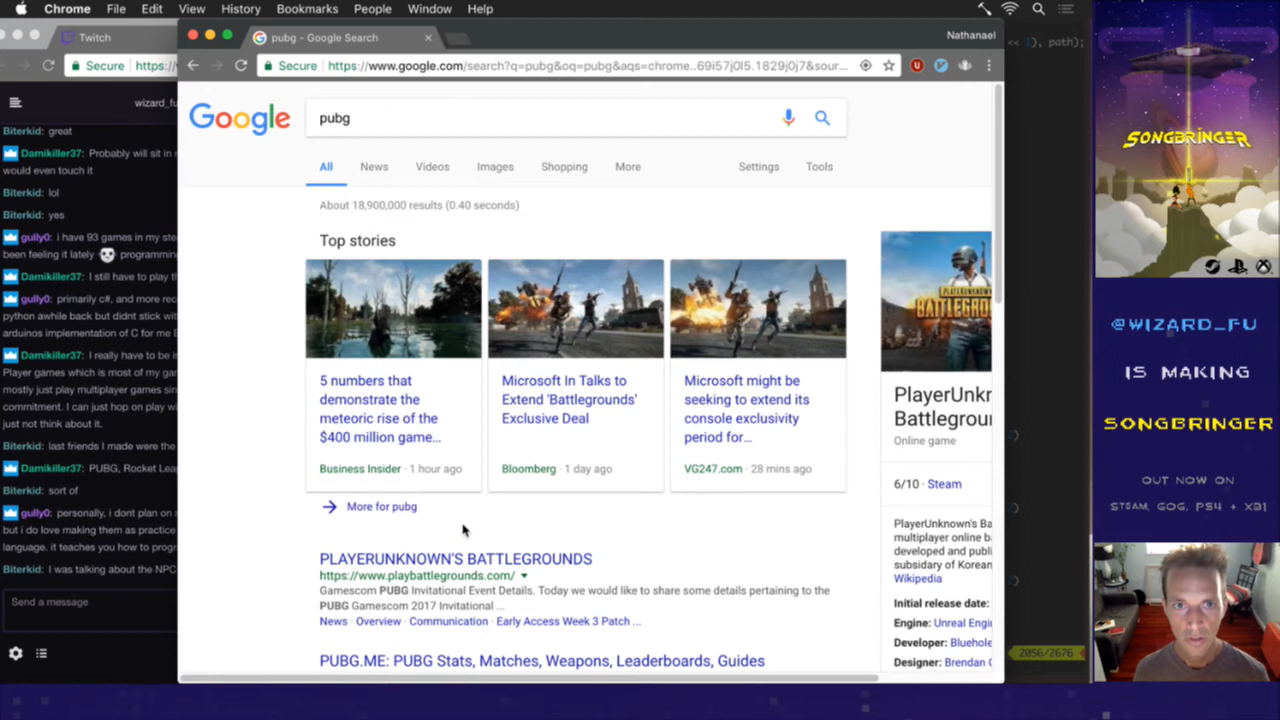 Chrome File Edit View History Bookmarks People Window Help
Twitch
pubg - Google Search
Nathanael
Secure https://
Secure https://www.google.com/search?q=pubg&oq=pubg&aqs=chrome..69i57j0l5.1829j0j7&sour...
<< 1), path);
wizard_fu
Biterkid: great
Damikiller37: Probably will sit in
would even touch it
Biterkid: lol
Biterkid: yes
gully0: i have 93 games in my ste
been feeling it lately programmin
Damikiller37: I still have to play t
gully0: primarily c#, and more rec
python awhile back but didnt stick wi
arduinos implementation of C for me
Damikiller37: I really have to be i
Player games which is most of my ga
mostly just play multiplayer games sin
commitment. I can just hop on play wi
just not think about it.
Biterkid: last friends I made were the
Damikiller37: PUBG, Rocket Lea
Biterkid: sort of
gully0: personally, i dont plan on
but i do love making them as practice
language. it teaches you how to progr
Biterkid: I was talking about the NPC
Send a message
Google
pubg
All News Videos Images Shopping More Settings Tools
About 18,900,000 results (0.40 seconds)
Top stories
5 numbers that
demonstrate the
meteoric rise of the
$400 million game...
Business Insider · 1 hour ago
Microsoft In Talks to
Extend 'Battlegrounds'
Exclusive Deal
Bloomberg · 1 day ago
Microsoft might be
seeking to extend its
console exclusivity
period for...
VG247.com · 28 mins ago
More for pubg
PLAYERUNKNOWN'S BATTLEGROUNDS
https://www.playbattlegrounds.com/
Gamescom PUBG Invitational Event Details. Today we would like to share some details pertaining to the
PUBG Gamescom 2017 Invitational ...
News · Overview · Communication · Early Access Week 3 Patch ...
PUBG.ME: PUBG Stats, Matches, Weapons, Leaderboards, Guides
PLAYERUNKN
BATTLEGRO
PlayerUnkr
Battlegrour
Online game
6/10 · Steam
PlayerUnknown's Ba
multiplayer online ba
developed and publi
subsidary of Korean
Wikipedia
Initial release date:
Engine: Unreal Engi
Developer: Bluehole
Designer: Brendan G
2056/2676
SONGBRINGER
@WIZARD_FU
IS MAKING
SONGBRINGER
OUT NOW ON
STEAM, GOG, PS4 + XB1